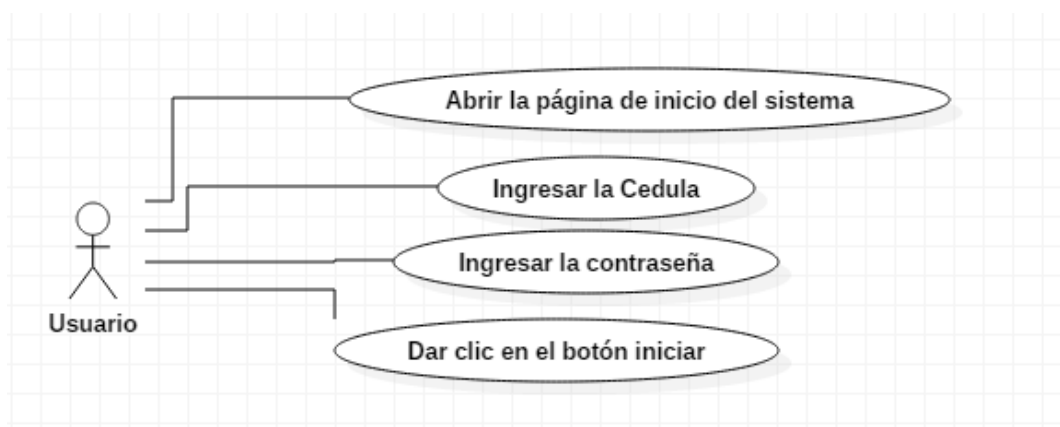 Abrir la página de inicio del sistema
Ingresar la Cedula
Ingresar la contraseña
Usuario
Dar clic en el botón iniciar